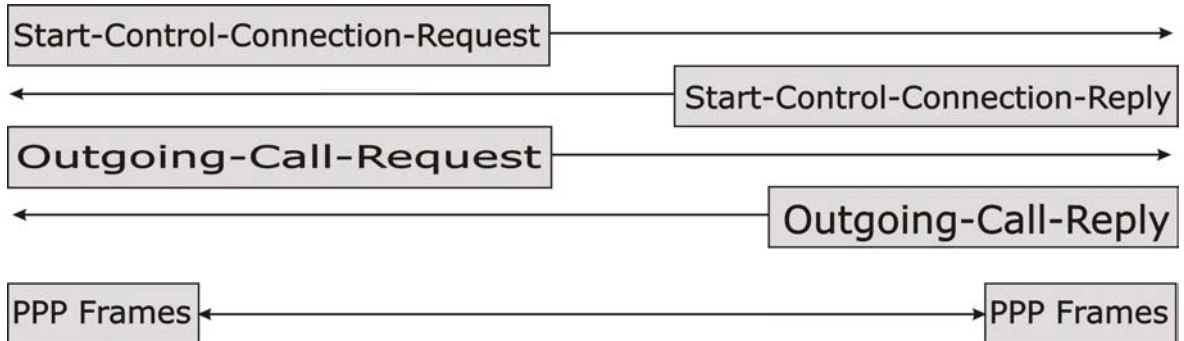 Start-Control-Connection-Request
Start-Control-Connection-Reply
Outgoing-Call-Request
Outgoing-Call-Reply
PPP Frames
PPP Frames